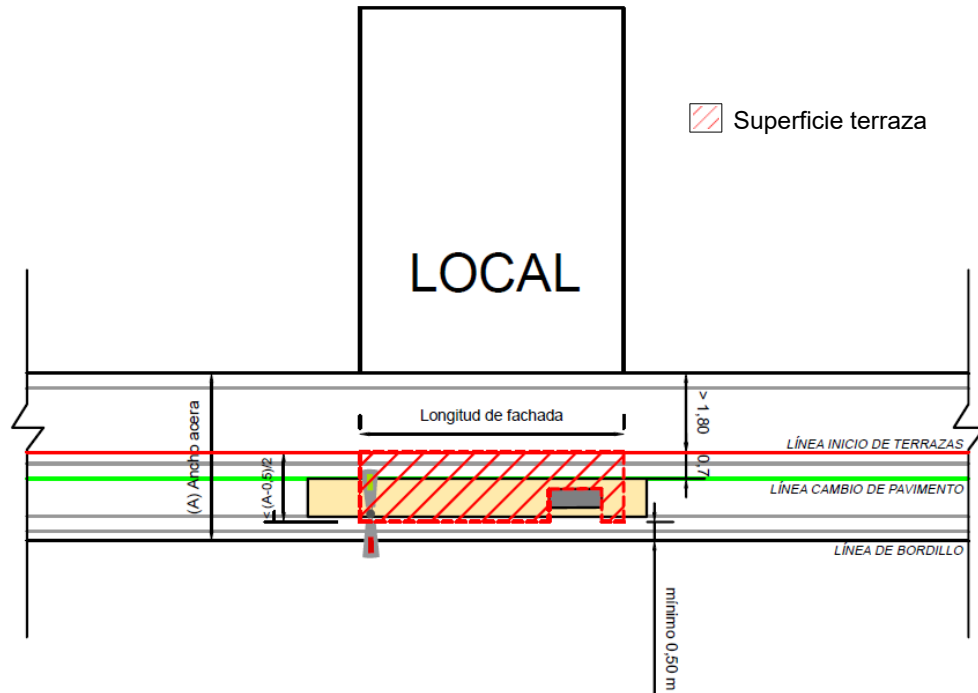 Superficie terraza
LOCAL
Longitud de fachada
(A) Ancho acera
< (A-0,5)/2
> 1,80
0,7
LÍNEA INICIO DE TERRAZAS
LÍNEA CAMBIO DE PAVIMENTO
LÍNEA DE BORDILLO
mínimo 0,50 m